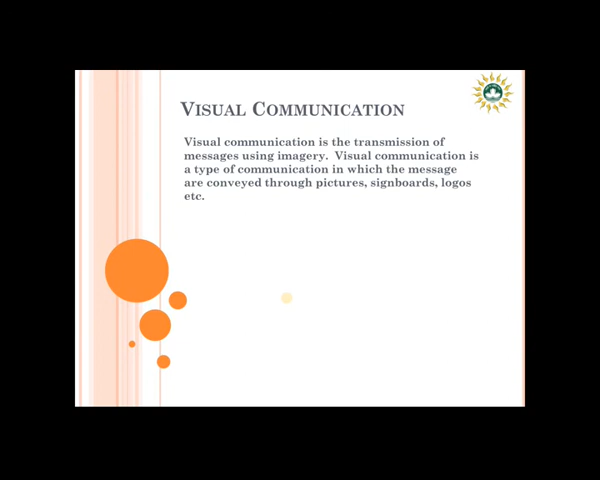 VISUAL COMMUNICATION
Visual communication is the transmission of
messages using imagery.  Visual communication is
a type of communication in which the message
are conveyed through pictures, signboards, logos
etc.